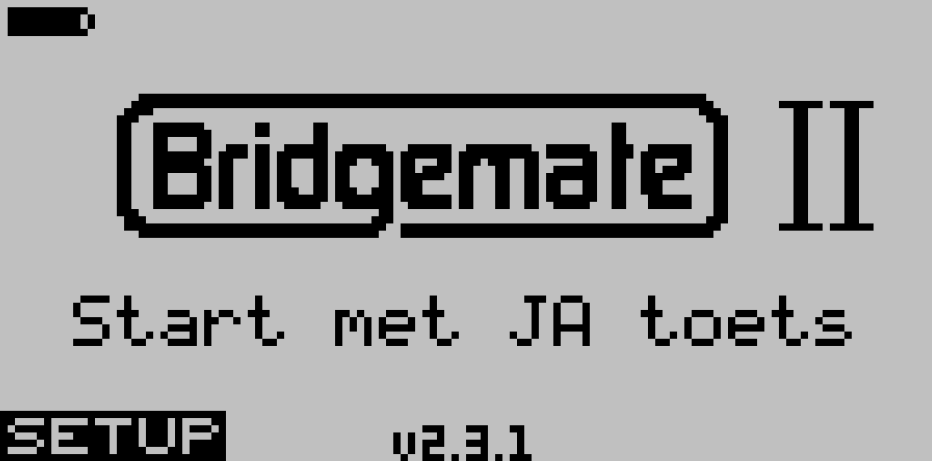 Bridgemate II
Start met JA toets
SETUP
v2.3.1